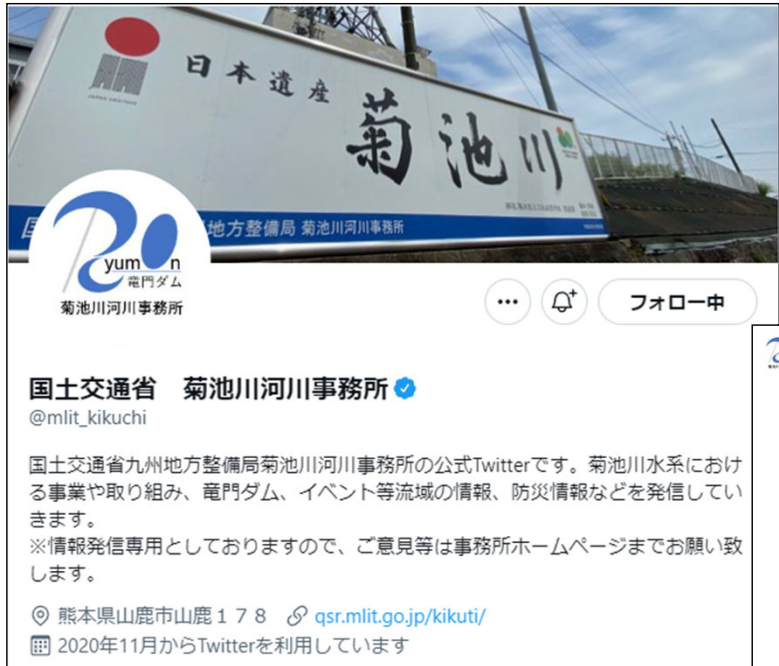 日本遺産
菊池川
地方整備局 菊池川河川事務所
yumon
竜門ダム
菊池川河川事務所
フォロー中
国土交通省 菊池川河川事務所
@mlit_kikuchi
国土交通省九州地方整備局菊池川河川事務所の公式Twitterです。菊池川水系におけ
る事業や取り組み、竜門ダム、イベント等流域の情報、防災情報などを発信してい
きます。
※情報発信専用としておりますので、ご意見等は事務所ホームページまでお願い致
します。
熊本県山鹿市山鹿１７８ qsr.mlit.go.jp/kikuti/
2020年11月からTwitterを利用しています